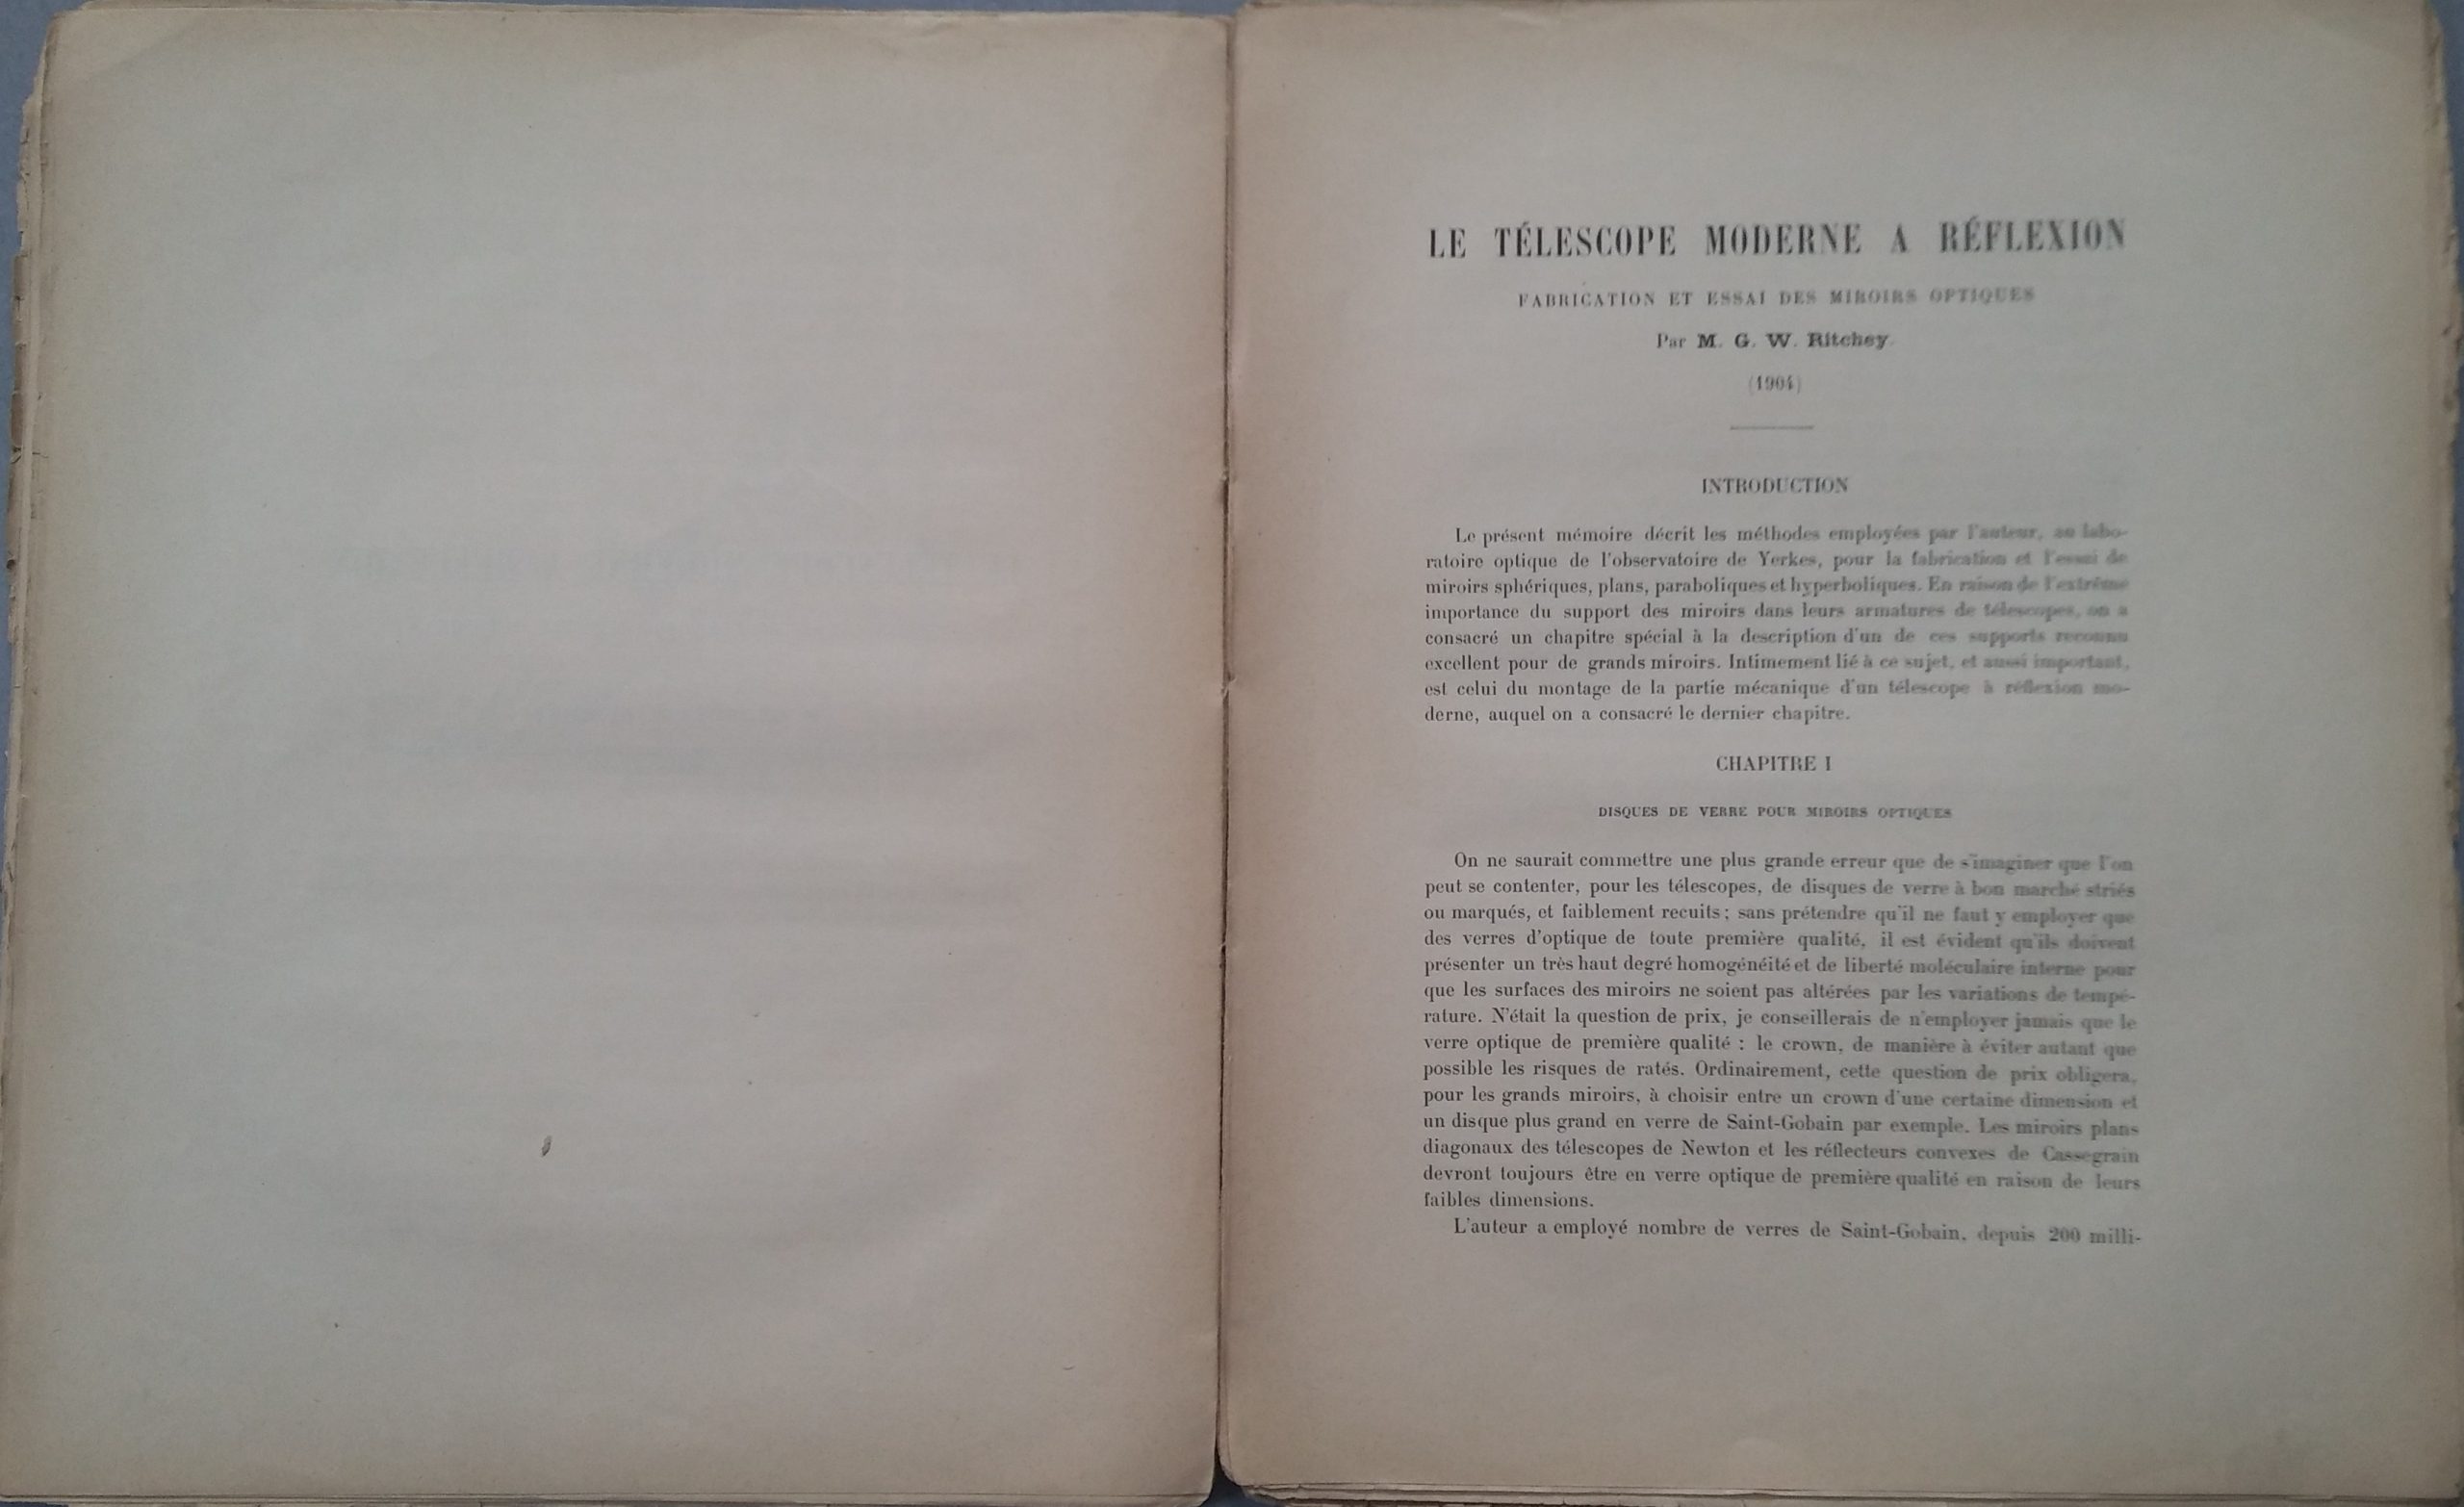 LE TÉLESCOPE MODERNE A RÉFLEXION
FABRICATION ET ESSAI DES MIROIRS OPTIQUES
Par M. G. W. Ritchey.
(1904)
INTRODUCTION
Le présent mémoire décrit les méthodes employées par l'auteur, au labo-
ratoire optique de l'observatoire de Yerkes, pour la fabrication et l'essai de
miroirs sphériques, plans, paraboliques et hyperboliques. En raison de l'extrême
importance du support des miroirs dans leurs armatures de télescopes, on a
consacré un chapitre spécial à la description d'un de ces supports reconnu
excellent pour de grands miroirs. Intimement lié à ce sujet, et aussi important,
est celui du montage de la partie mécanique d'un télescope à réflexion mo-
derne, auquel on a consacré le dernier chapitre.
CHAPITRE I
DISQUES DE VERRE POUR MIROIRS OPTIQUES
On ne saurait commettre une plus grande erreur que de s'imaginer que l'on
peut se contenter, pour les télescopes, de disques de verre à bon marché striés
ou marqués, et faiblement recuits ; sans prétendre qu'il ne faut y employer que
des verres d'optique de toute première qualité, il est évident qu'ils doivent
présenter un très haut degré homogénéité et de liberté moléculaire interne pour
que les surfaces des miroirs ne soient pas altérées par les variations de tempé-
rature. N'était la question de prix, je conseillerais de n'employer jamais que le
verre optique de première qualité : le crown, de manière à éviter autant que
possible les risques de ratés. Ordinairement, cette question de prix obligera,
pour les grands miroirs, à choisir entre un crown d'une certaine dimension et
un disque plus grand en verre de Saint-Gobain par exemple. Les miroirs plans
diagonaux des télescopes de Newton et les réflecteurs convexes de Cassegrain
devront toujours être en verre optique de première qualité en raison de leurs
faibles dimensions.
L'auteur a employé nombre de verres de Saint-Gobain, depuis 200 milli-